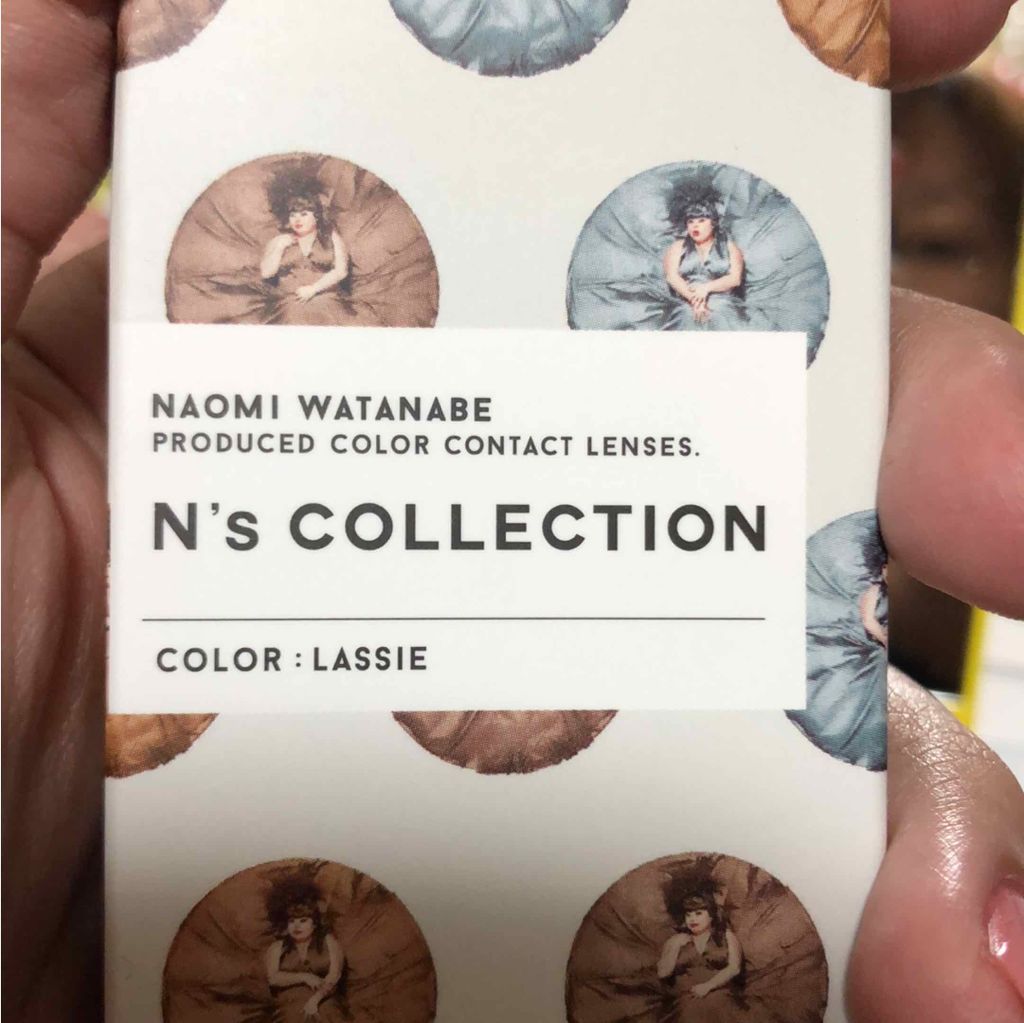 NAOMI WATANABE
PRODUCED COLOR CONTACT LENSES.
N's COLLECTION
COLOR : LASSIE